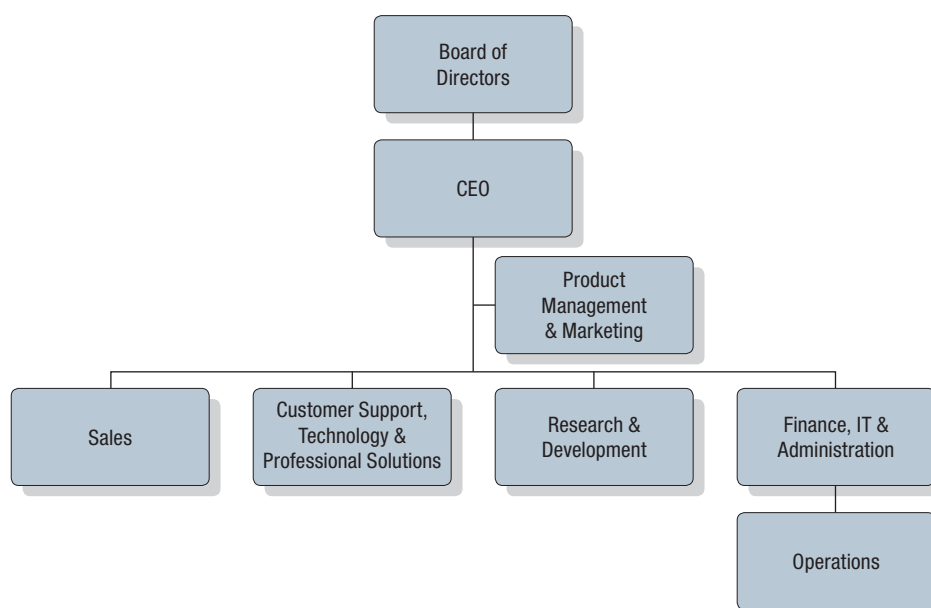 Board of
Directors
CEO
Product
Management
& Marketing
Sales
Customer Support,
Technology &
Professional Solutions
Research &
Development
Finance, IT &
Administration
Operations